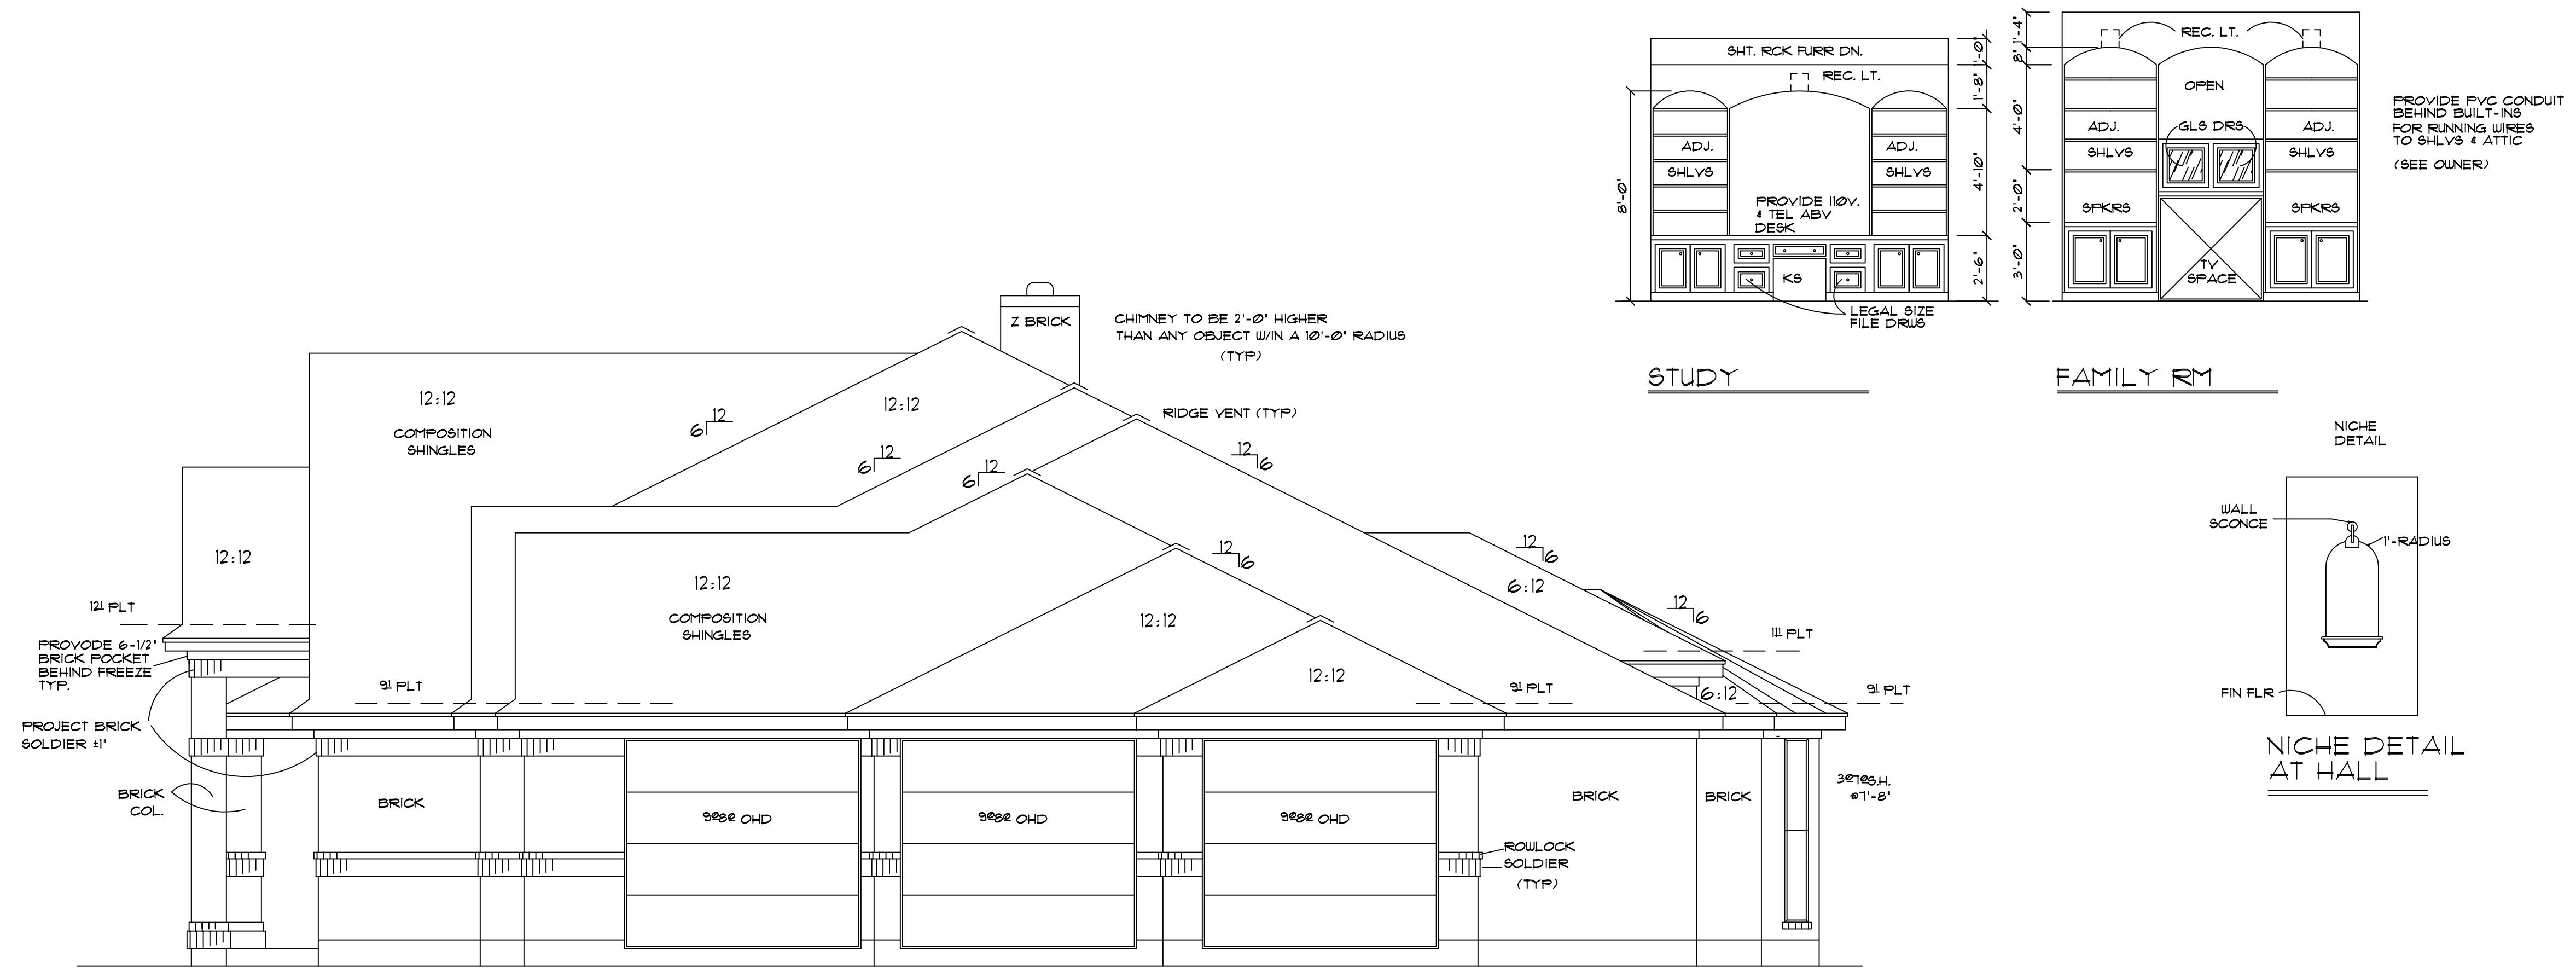 SHT. RCK FURR DN.
REC. LT.
ADJ.
SHLVS
ADJ.
SHLVS
PROVIDE 110V.
& TEL ABV
DESK
KS
LEGAL SIZE
FILE DRWS
8'-0"
1'-0"
1'-8"
4'-10"
2'-6"
STUDY
REC. LT.
OPEN
GLS DRS
ADJ.
SHLVS
SPKRS
ADJ.
SHLVS
SPKRS
TV
SPACE
1'-4"
8"
4'-0"
2'-0"
3'-0"
PROVIDE PVC CONDUIT
BEHIND BUILT-INS
FOR RUNNING WIRES
TO SHLVS & ATTIC
(SEE OWNER)
FAMILY RM
NICHE
DETAIL
WALL
SCONCE
1'-RADIUS
FIN FLR
NICHE DETAIL
AT HALL
Z BRICK
CHIMNEY TO BE 2'-0" HIGHER
THAN ANY OBJECT W/IN A 10'-0" RADIUS
(TYP)
RIDGE VENT (TYP)
12:12
COMPOSITION
SHINGLES
12
6
12:12
12
6
12
6
12
6
12:12
12:12
COMPOSITION
SHINGLES
12
6
12:12
12:12
12
6
6:12
12
6
6:12
12' PLT
PROVODE 6-1/2"
BRICK POCKET
BEHIND FREEZE
TYP.
PROJECT BRICK
SOLDIER ±1"
BRICK
COL.
9' PLT
9' PLT
11' PLT
9' PLT
BRICK
9080 OHD
9080 OHD
9080 OHD
ROWLOCK
SOLDIER
(TYP)
BRICK
BRICK
3070S.H.
@7'-8"